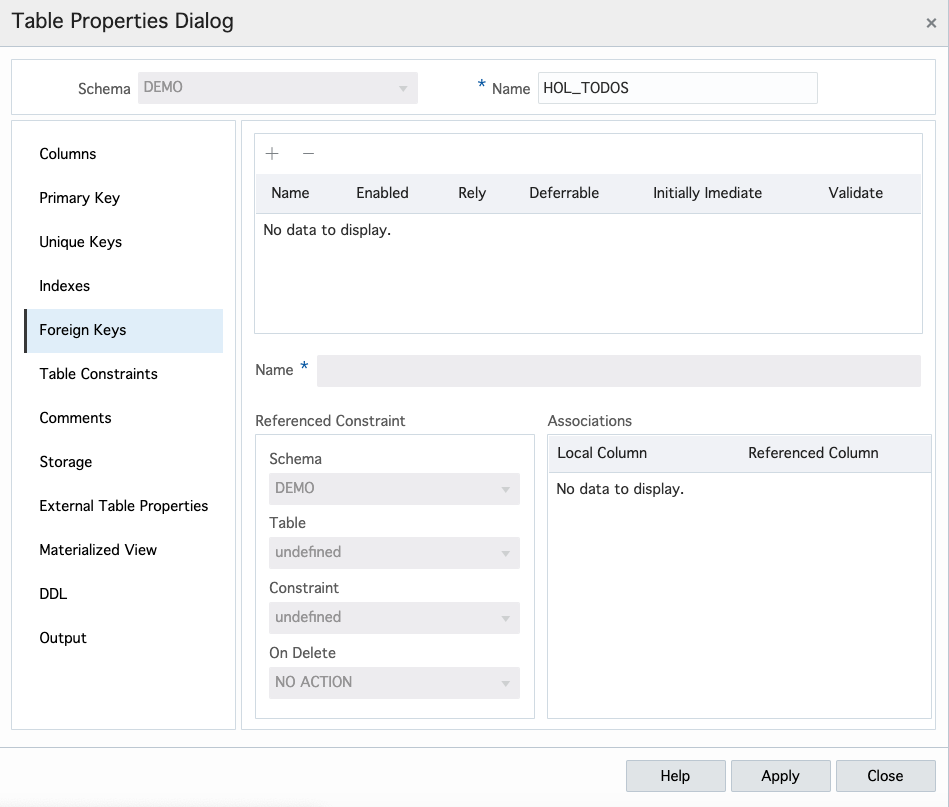 Table Properties Dialog
Schema DEMO * Name HOL_TODOS
Columns
Primary Key
Unique Keys
Indexes
Foreign Keys
Table Constraints
Comments
Storage
External Table Properties
Materialized View
DDL
Output
Name Enabled Rely Deferrable Initially Imediate Validate
No data to display.
Name *
Referenced Constraint
Schema
DEMO
Table
undefined
Constraint
undefined
On Delete
NO ACTION
Associations
Local Column Referenced Column
No data to display.
Help Apply Close